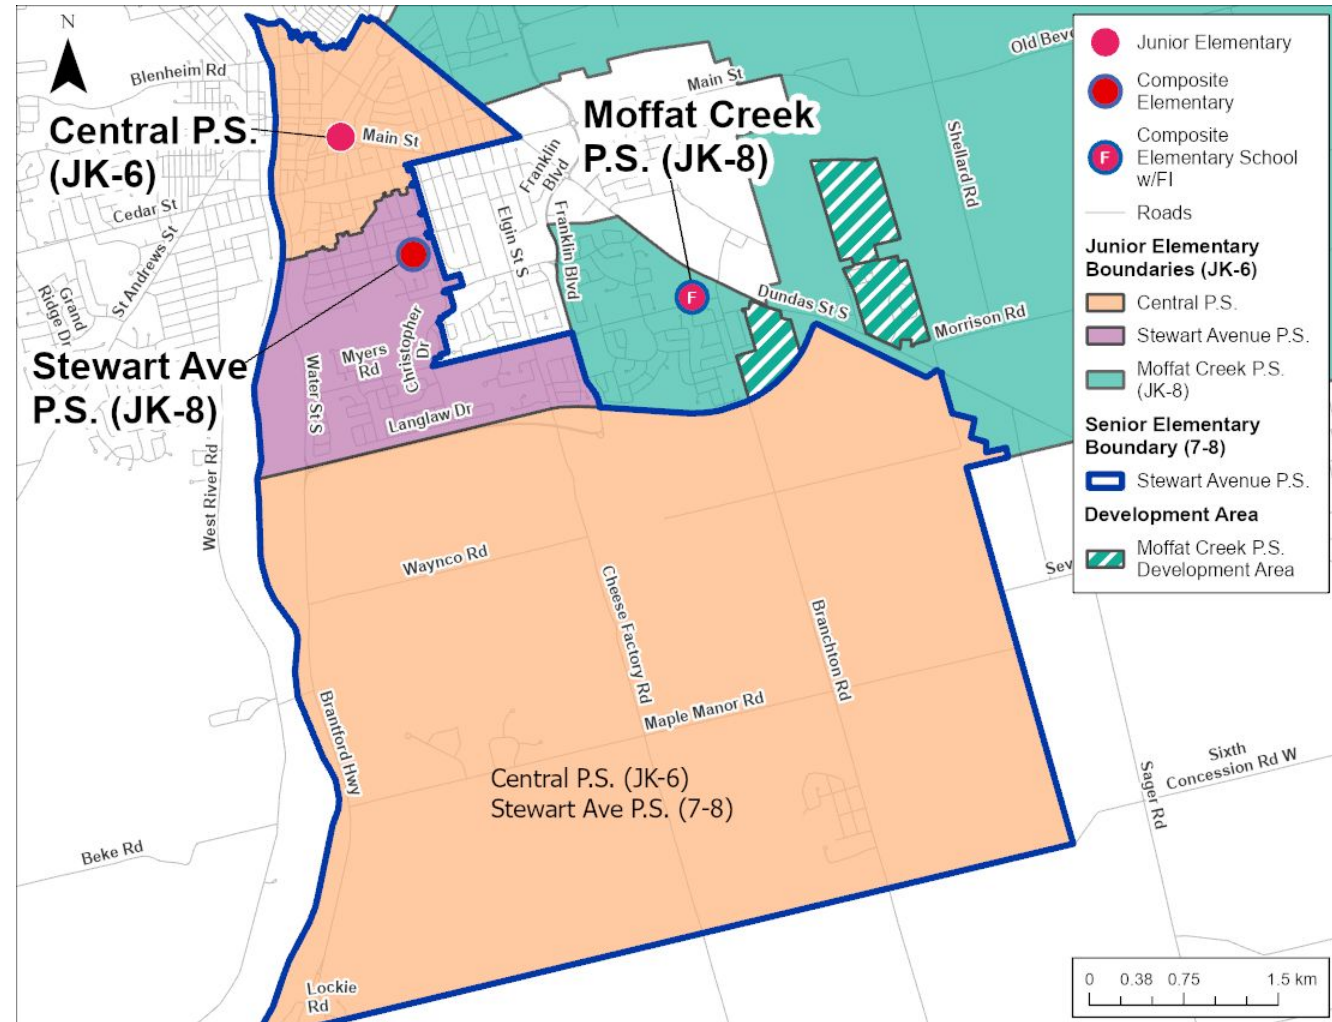 N
Blenheim Rd
Central P.S.
(JK-6)
Main St
Cedar St
St Andrews St
Grand
Ridge Dr
Stewart Ave
P.S. (JK-8)
Moffat Creek
P.S. (JK-8)
Main St
Franklin
Blvd
Elgin St S
Franklin Blvd
Shellard Rd
Dundas St S
Morrison Rd
Myers
Rd
Christopher
Dr
Water St S
Langlaw Dr
West River Rd
Waynco Rd
Cheese Factory Rd
Branchton Rd
Maple Manor Rd
Brantford Hwy
Central P.S. (JK-6)
Stewart Ave P.S. (7-8)
Beke Rd
Lockie
Rd
Sager Rd
Sixth
Concession Rd W
Old Beve
Sev
Junior Elementary
Composite
Elementary
F
Composite
Elementary School
w/FI
Roads
Junior Elementary
Boundaries (JK-6)
Central P.S.
Stewart Avenue P.S.
Moffat Creek P.S.
(JK-8)
Senior Elementary
Boundary (7-8)
Stewart Avenue P.S.
Development Area
Moffat Creek P.S.
Development Area
F
0 0.38 0.75 1.5 km